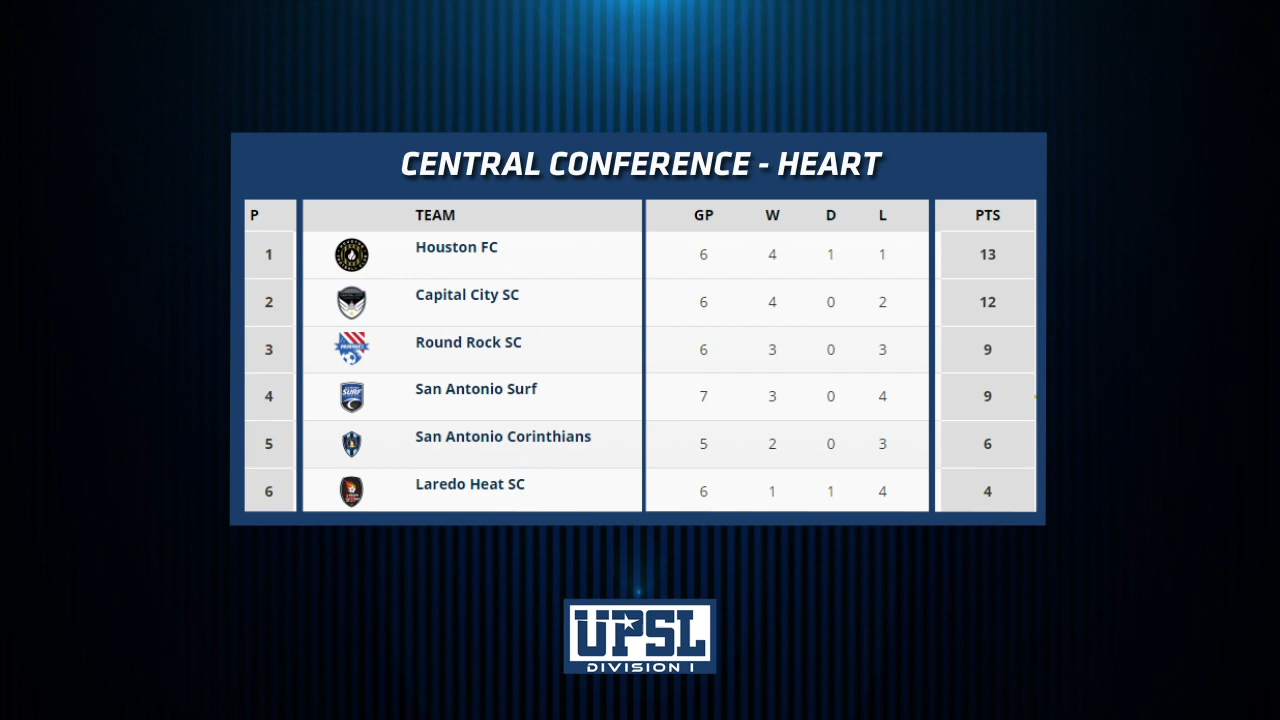 CENTRAL CONFERENCE - HEART
P TEAM GP W D L PTS
1 Houston FC 6 4 1 1 13
2 Capital City SC 6 4 0 2 12
3 Round Rock SC 6 3 0 3 9
4 San Antonio Surf 7 3 0 4 9
SURF
5 San Antonio Corinthians 5 2 0 3 6
6 Laredo Heat SC 6 1 1 4 4
UPSL
DIVISION I